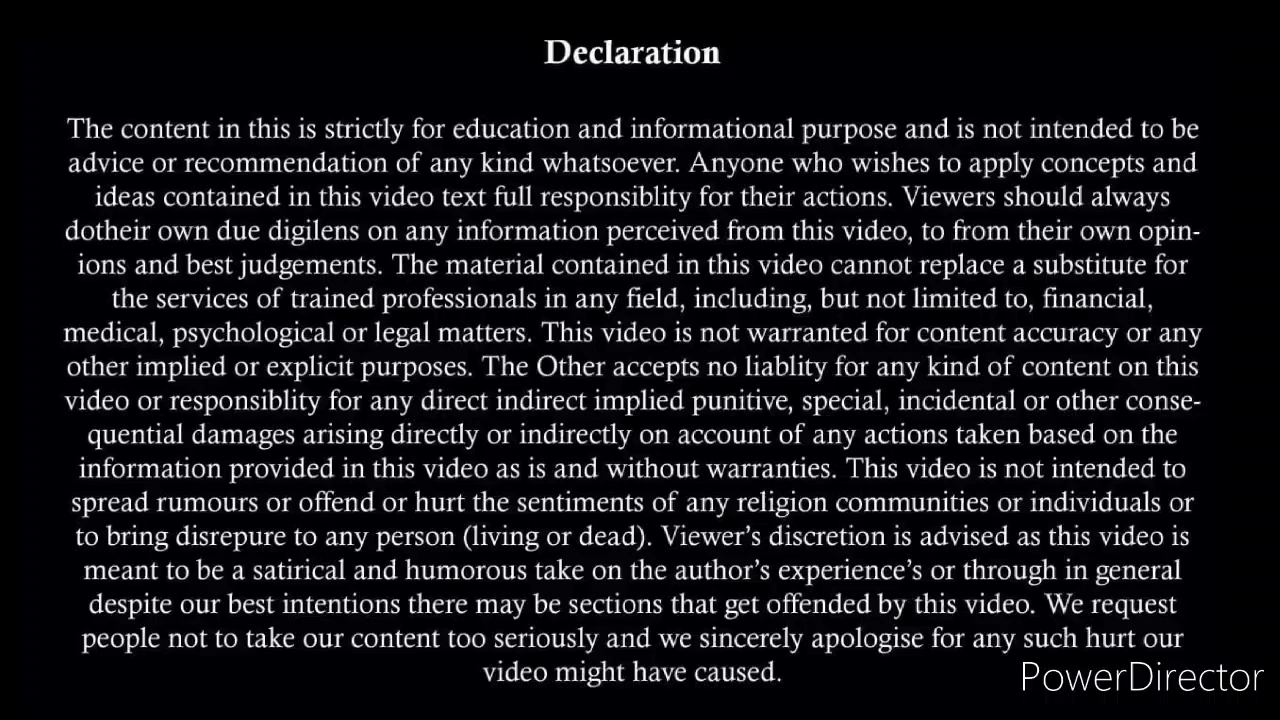 Declaration
The content in this is strictly for education and informational purpose and is not intended to be
advice or recommendation of any kind whatsoever. Anyone who wishes to apply concepts and
ideas contained in this video text full responsiblity for their actions. Viewers should always
dotheir own due digilens on any information perceived from this video, to from their own opin-
ions and best judgements. The material contained in this video cannot replace a substitute for
the services of trained professionals in any field, including, but not limited to, financial,
medical, psychological or legal matters. This video is not warranted for content accuracy or any
other implied or explicit purposes. The Other accepts no liablity for any kind of content on this
video or responsiblity for any direct indirect implied punitive, special, incidental or other conse-
quential damages arising directly or indirectly on account of any actions taken based on the
information provided in this video as is and without warranties. This video is not intended to
spread rumours or offend or hurt the sentiments of any religion communities or individuals or
to bring disrepure to any person (living or dead). Viewer's discretion is advised as this video is
meant to be a satirical and humorous take on the author's experience's or through in general
despite our best intentions there may be sections that get offended by this video. We request
people not to take our content too seriously and we sincerely apologise for any such hurt our
video might have caused.
PowerDirector